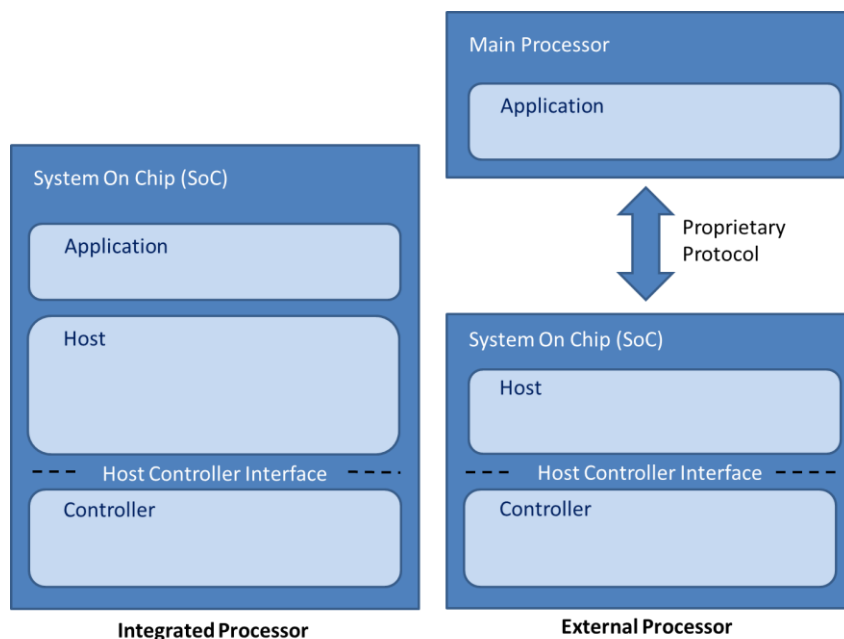 System On Chip (SoC)
Application
Host
Host Controller Interface
Controller
Integrated Processor
Main Processor
Application
Proprietary
Protocol
System On Chip (SoC)
Host
Host Controller Interface
Controller
External Processor